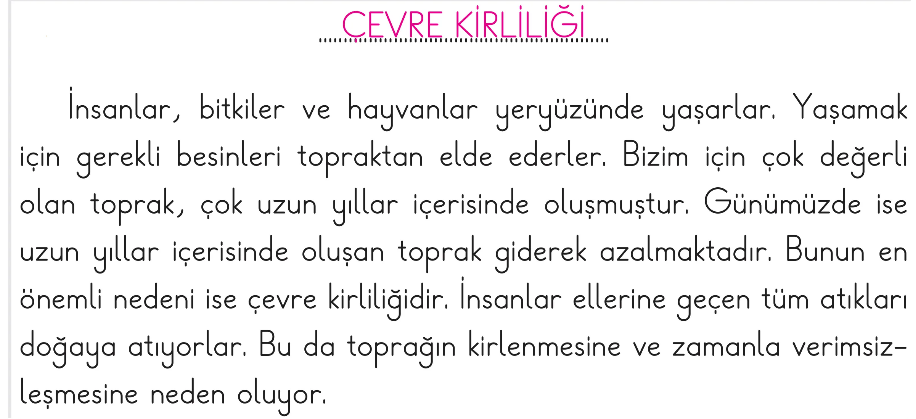 ÇEVRE KİRLİLİĞİ
İnsanlar, bitkiler ve hayvanlar yeryüzünde yaşarlar. Yaşamak
için gerekli besinleri topraktan elde ederler. Bizim için çok değerli
olan toprak, çok uzun yıllar içerisinde oluşmuştur. Günümüzde ise
uzun yıllar içerisinde oluşan toprak giderek azalmaktadır. Bunun en
önemli nedeni ise çevre kirliliğidir. İnsanlar ellerine geçen tüm atıkları
doğaya atıyorlar. Bu da toprağın kirlenmesine ve zamanla verimsiz-
leşmesine neden oluyor.